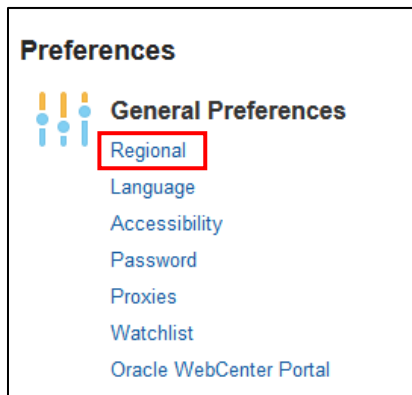 Preferences
General Preferences
Regional
Language
Accessibility
Password
Proxies
Watchlist
Oracle WebCenter Portal